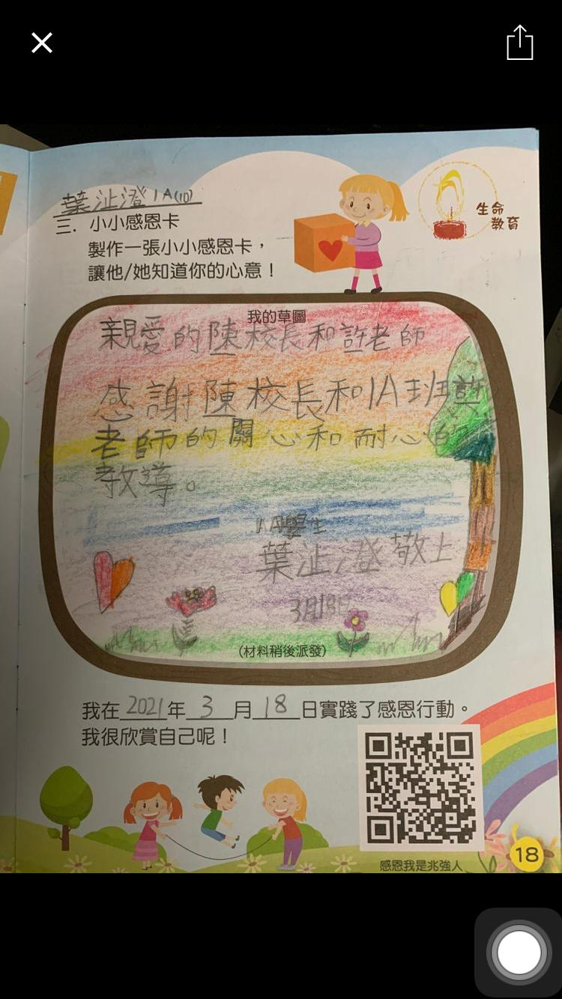 葉沚澄 1A(10)
生命
教育
三. 小小感恩卡
製作一張小小感恩卡，
讓他/她知道你的心意！
我的草圖
親愛的陳校長和許老師
感謝陳校長和1A班許
老師的關心和耐心的
教導。
1A學生
葉沚澄 敬上
3月18日
(材料稍後派發)
我在2021年3月18日實踐了感恩行動。
我很欣賞自己呢！
感恩我是兆強人
18